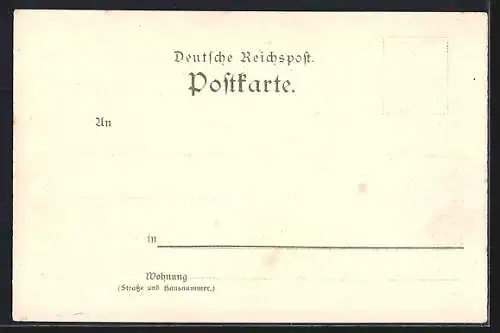 Deutſche Reichspoſt.
Poſtkarte.
An
in
Wohnung
(Straße und Hausnummer.)